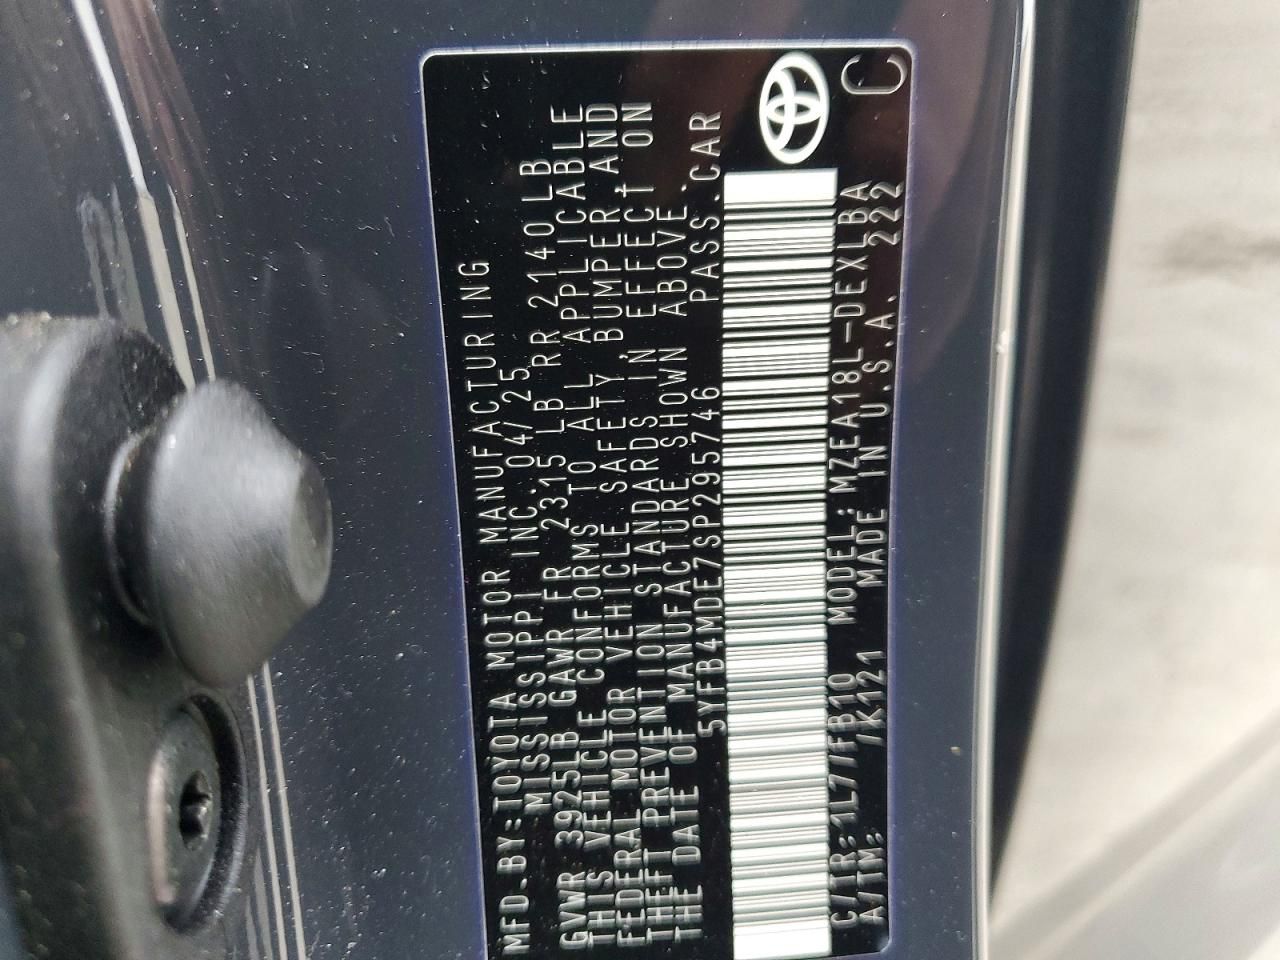 MFD.BY:TOYOTA MOTOR MANUFACTURING
MISSISSIPPI INC. 04/25
GVWR 3925LB GAWR FR 2315 LB RR 2140LB
THIS VEHICLE CONFORMS TO ALL APPLICABLE
FEDERAL MOTOR VEHICLE SAFETY, BUMPER, AND
THEFT PREVENTION STANDARDS IN EFFECT ON
THE DATE OF MANUFACTURE SHOWN ABOVE.
5YFB4MDE7SP295746 PASS.CAR
C/TR:1L7/FB10 MODEL:MZEA18L-DEXLBA
A/TM: /K121 MADE IN U.S.A. 222
C